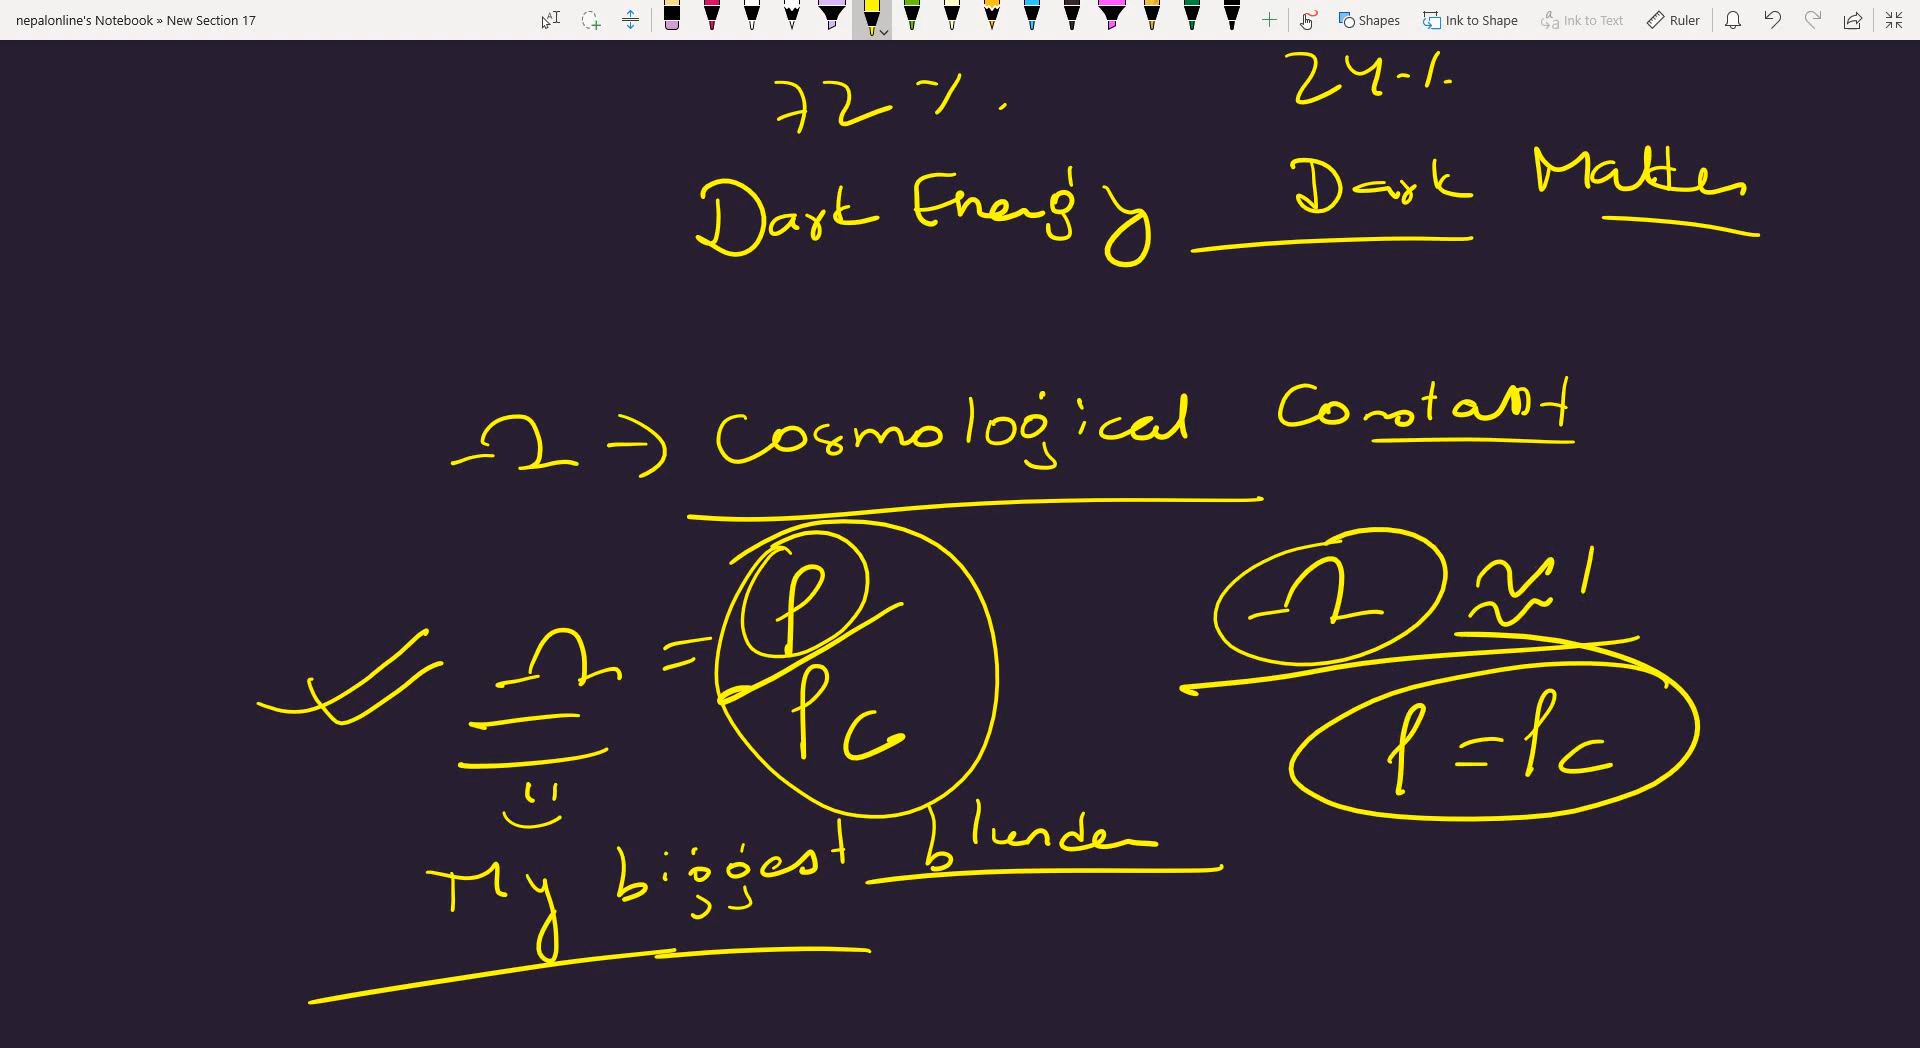 nepalonline's Notebook » New Section 17
Shapes Ink to Shape Ink to Text Ruler
72 % 24 %
Dark Energy Dark Matter
Ω → Cosmological Constant
Ω = ρ/ρc Ω ≈ 1
ρ = ρc
My biggest blunder